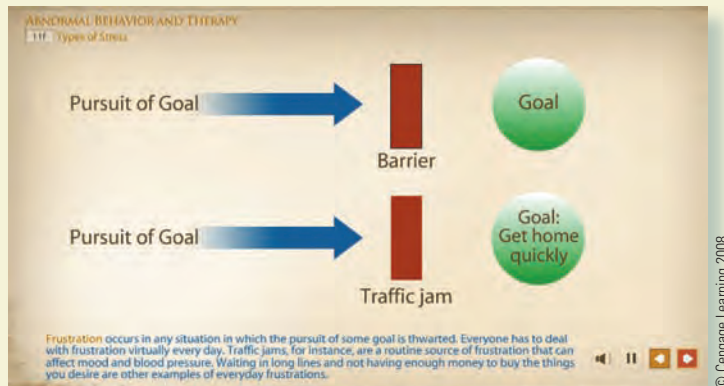 ABNORMAL BEHAVIOR AND THERAPY
11f Types of Stress
Pursuit of Goal
Goal
Barrier
Pursuit of Goal
Goal:
Get home
quickly
Traffic jam
Frustration occurs in any situation in which the pursuit of some goal is thwarted. Everyone has to deal
with frustration virtually every day. Traffic jams, for instance, are a routine source of frustration that can
affect mood and blood pressure. Waiting in long lines and not having enough money to buy the things
you desire are other examples of everyday frustrations.
© Cengage Learning 2008